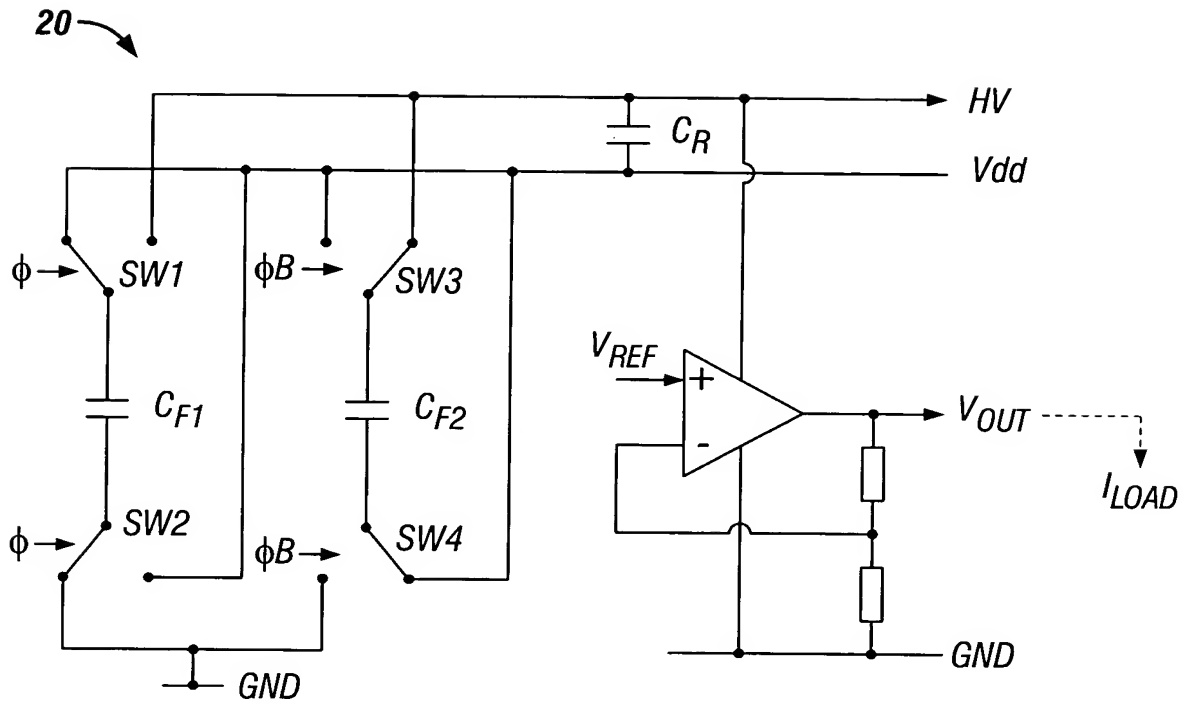 20
HV
C_R
Vdd
ϕ
SW1
ϕB
SW3
V_REF
+
C_F1
C_F2
-
V_OUT
I_LOAD
ϕ
SW2
ϕB
SW4
GND
GND